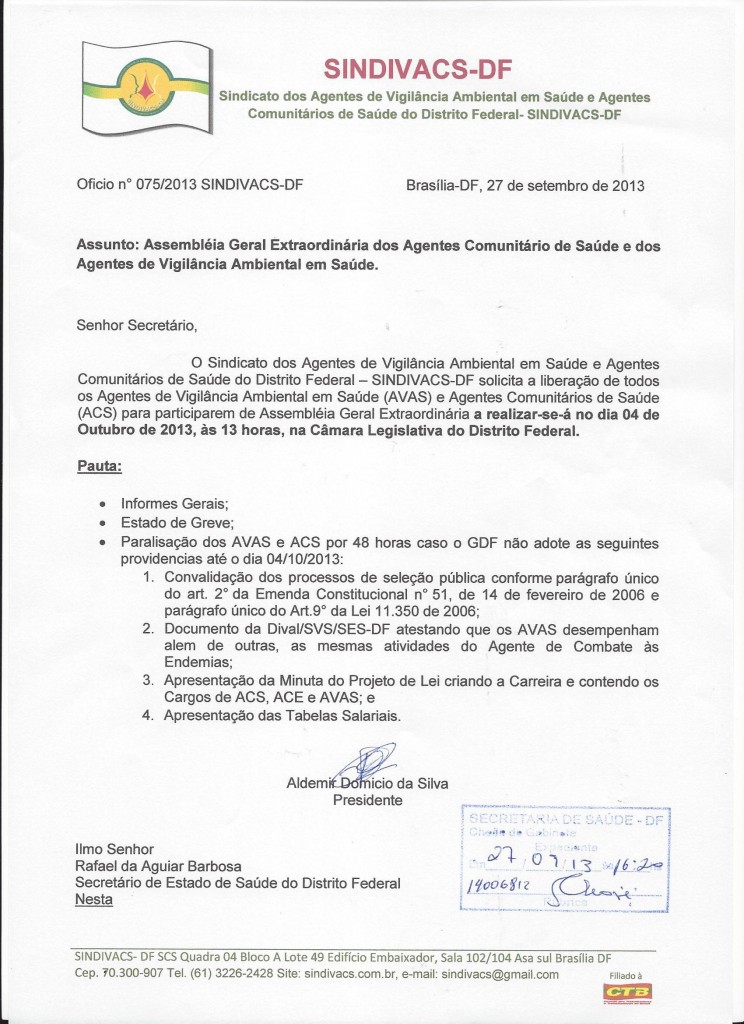 SINDIVACS-DF
Sindicato dos Agentes de Vigilância Ambiental em Saúde e Agentes
Comunitários de Saúde do Distrito Federal- SINDIVACS-DF
Oficio n° 075/2013 SINDIVACS-DF Brasília-DF, 27 de setembro de 2013
Assunto: Assembléia Geral Extraordinária dos Agentes Comunitário de Saúde e dos
Agentes de Vigilância Ambiental em Saúde.
Senhor Secretário,
O Sindicato dos Agentes de Vigilância Ambiental em Saúde e Agentes
Comunitários de Saúde do Distrito Federal – SINDIVACS-DF solicita a liberação de todos
os Agentes de Vigilância Ambiental em Saúde (AVAS) e Agentes Comunitários de Saúde
(ACS) para participarem de Assembléia Geral Extraordinária a realizar-se-á no dia 04 de
Outubro de 2013, às 13 horas, na Câmara Legislativa do Distrito Federal.
Pauta:
• Informes Gerais;
• Estado de Greve;
• Paralisação dos AVAS e ACS por 48 horas caso o GDF não adote as seguintes
providencias até o dia 04/10/2013:
1. Convalidação dos processos de seleção pública conforme parágrafo único
do art. 2° da Emenda Constitucional n° 51, de 14 de fevereiro de 2006 e
parágrafo único do Art.9° da Lei 11.350 de 2006;
2. Documento da Dival/SVS/SES-DF atestando que os AVAS desempenham
alem de outras, as mesmas atividades do Agente de Combate às
Endemias;
3. Apresentação da Minuta do Projeto de Lei criando a Carreira e contendo os
Cargos de ACS, ACE e AVAS; e
4. Apresentação das Tabelas Salariais.
Aldemir Domicio da Silva
Presidente
SECRETARIA DE SAÚDE - DF
Chefia de Gabinete
Expediente
Em 27/09/13 às 16:20
14006812
Rubrica
Ilmo Senhor
Rafael da Aguiar Barbosa
Secretário de Estado de Saúde do Distrito Federal
Nesta
SINDIVACS- DF SCS Quadra 04 Bloco A Lote 49 Edifício Embaixador, Sala 102/104 Asa sul Brasília DF
Cep. 70.300-907 Tel. (61) 3226-2428 Site: sindivacs.com.br, e-mail: sindivacs@gmail.com
Filiado à
CTB